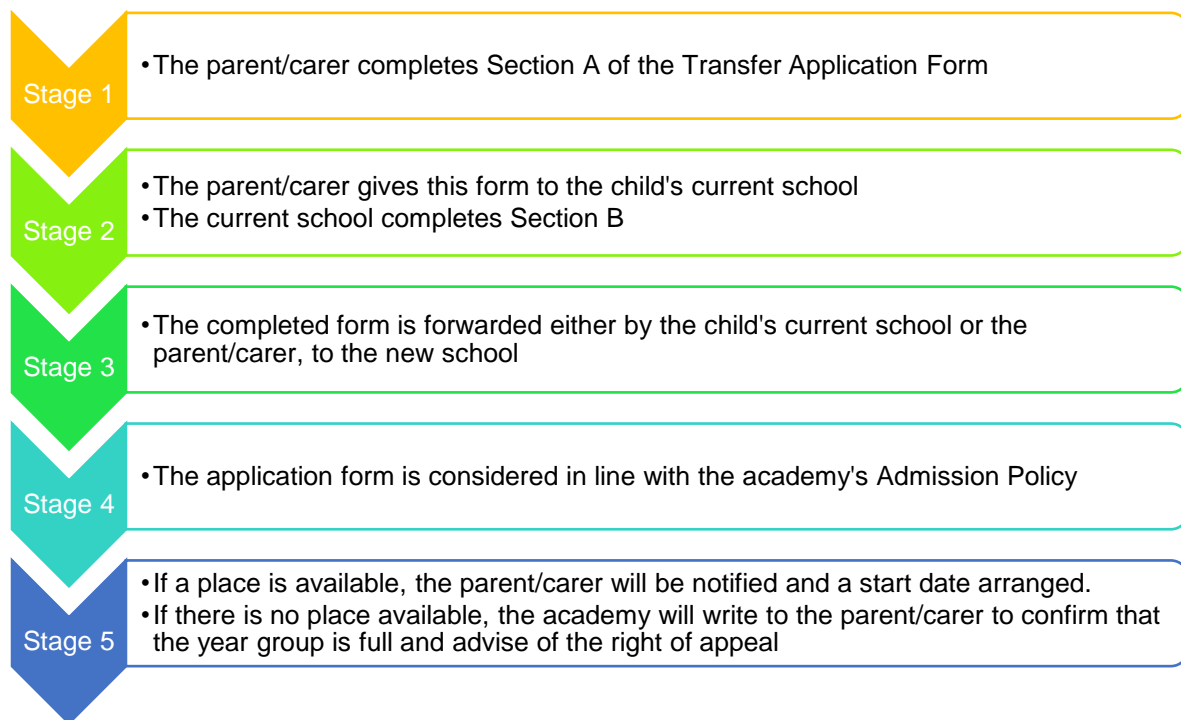 Stage 1
•The parent/carer completes Section A of the Transfer Application Form
Stage 2
•The parent/carer gives this form to the child's current school
•The current school completes Section B
Stage 3
•The completed form is forwarded either by the child's current school or the
parent/carer, to the new school
Stage 4
•The application form is considered in line with the academy's Admission Policy
Stage 5
•If a place is available, the parent/carer will be notified and a start date arranged.
•If there is no place available, the academy will write to the parent/carer to confirm that
the year group is full and advise of the right of appeal